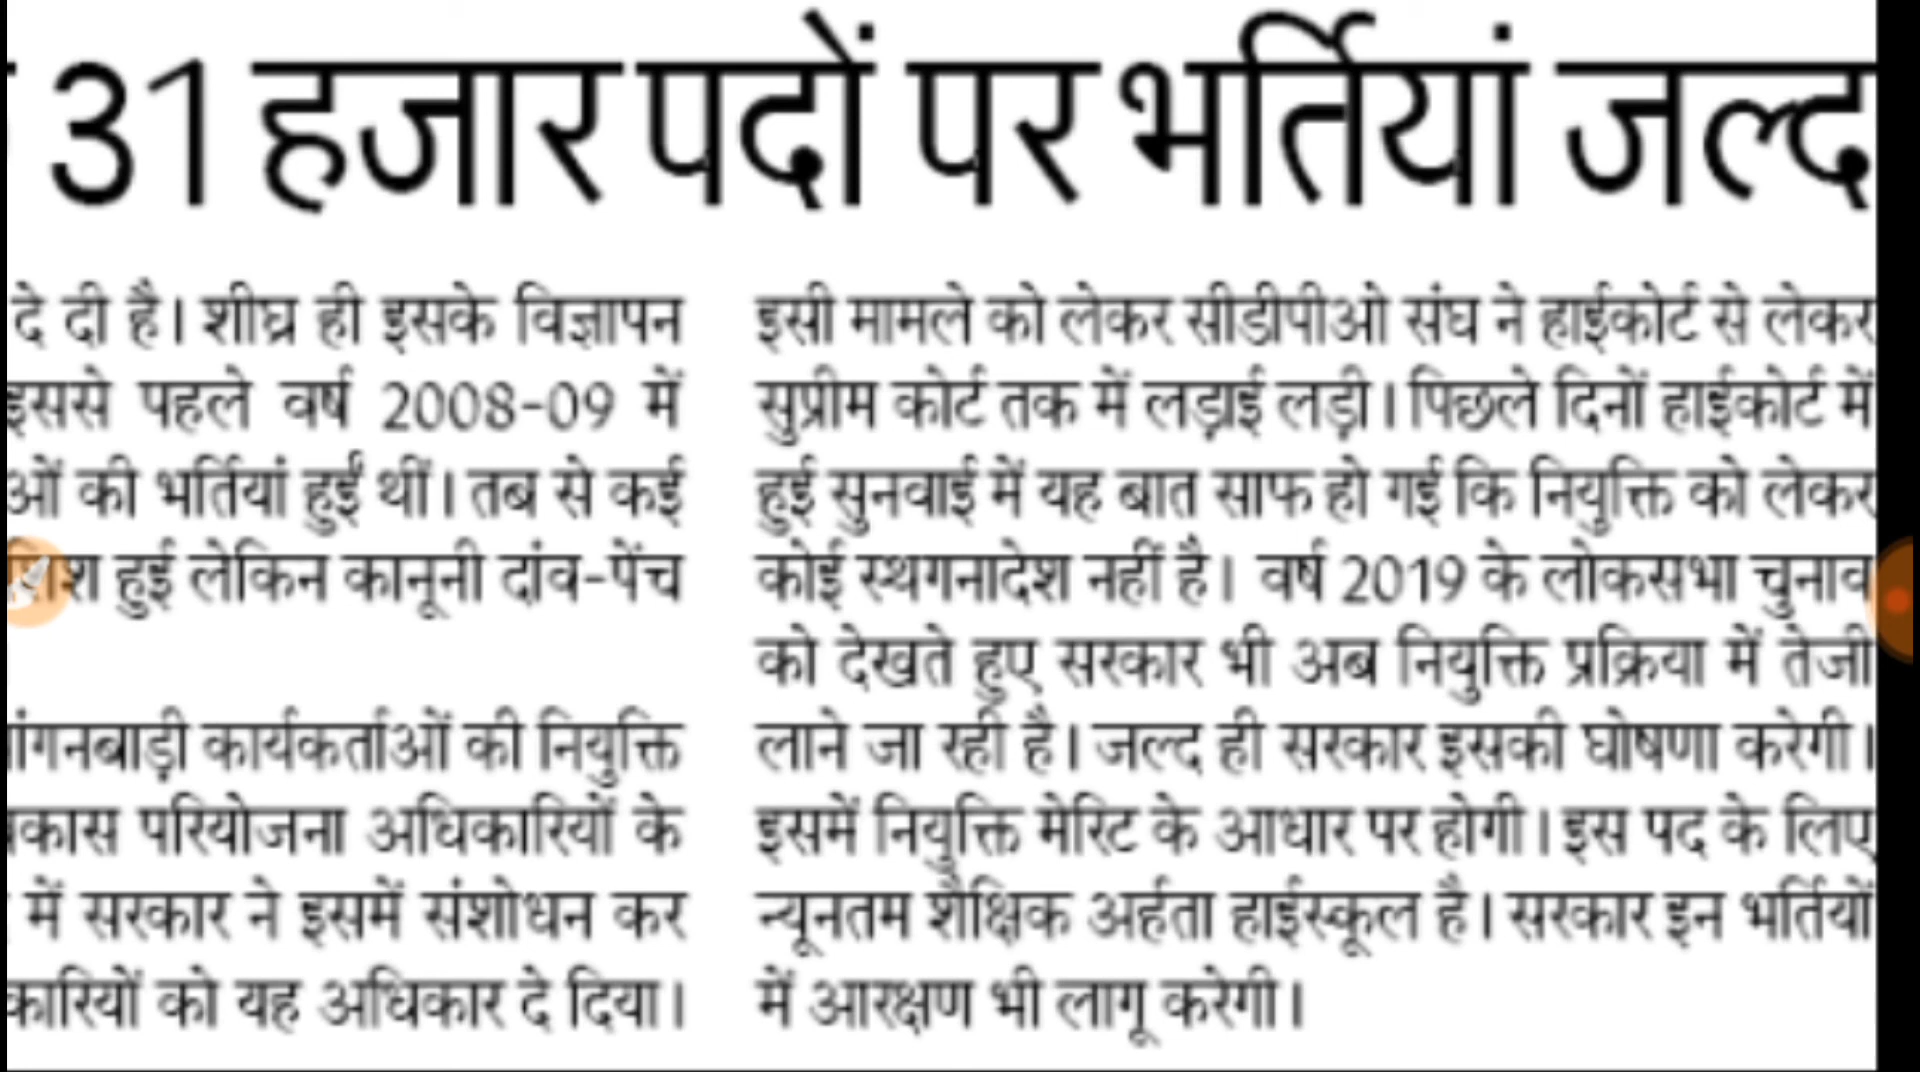 31 हजार पदों पर भर्तियां जल्द
दे दी है। शीघ्र ही इसके विज्ञापन
इससे पहले वर्ष 2008-09 में
ओं की भर्तियां हुईं थीं। तब से कई
हुई लेकिन कानूनी दांव-पेंच
ांगनबाड़ी कार्यकर्ताओं की नियुक्ति
कास परियोजना अधिकारियों के
में सरकार ने इसमें संशोधन कर
कारियों को यह अधिकार दे दिया।
इसी मामले को लेकर सीडीपीओ संघ ने हाईकोर्ट से लेकर
सुप्रीम कोर्ट तक में लड़ाई लड़ी। पिछले दिनों हाईकोर्ट में
हुई सुनवाई में यह बात साफ हो गई कि नियुक्ति को लेकर
कोई स्थगनादेश नहीं है। वर्ष 2019 के लोकसभा चुनाव
को देखते हुए सरकार भी अब नियुक्ति प्रक्रिया में तेजी
लाने जा रही है। जल्द ही सरकार इसकी घोषणा करेगी।
इसमें नियुक्ति मेरिट के आधार पर होगी। इस पद के लिए
न्यूनतम शैक्षिक अर्हता हाईस्कूल है। सरकार इन भर्तियों
में आरक्षण भी लागू करेगी।